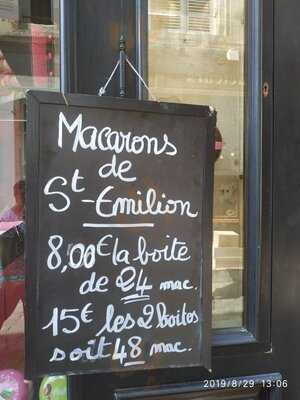 Macarons
de
St-Emilion
8,00€ la boite
de 24 mac.
15€ les 2 boites
soit 48 mac.
2019/8/29 13:06